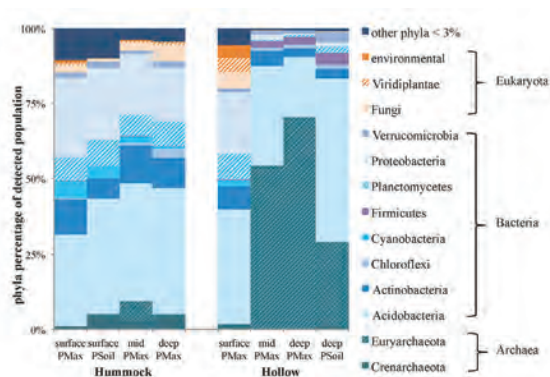 100%
75%
50%
25%
0%
phyla percentage of detected population
surface PMax
surface PSoil
mid PMax
deep PMax
Hummock
surface PMax
mid PMax
deep PMax
deep PSoil
Hollow
other phyla < 3%
environmental
Viridiplantae
Fungi
Verrucomicrobia
Proteobacteria
Planctomycetes
Firmicutes
Cyanobacteria
Chloroflexi
Actinobacteria
Acidobacteria
Euryarchaeota
Crenarchaeota
Eukaryota
Bacteria
Archaea